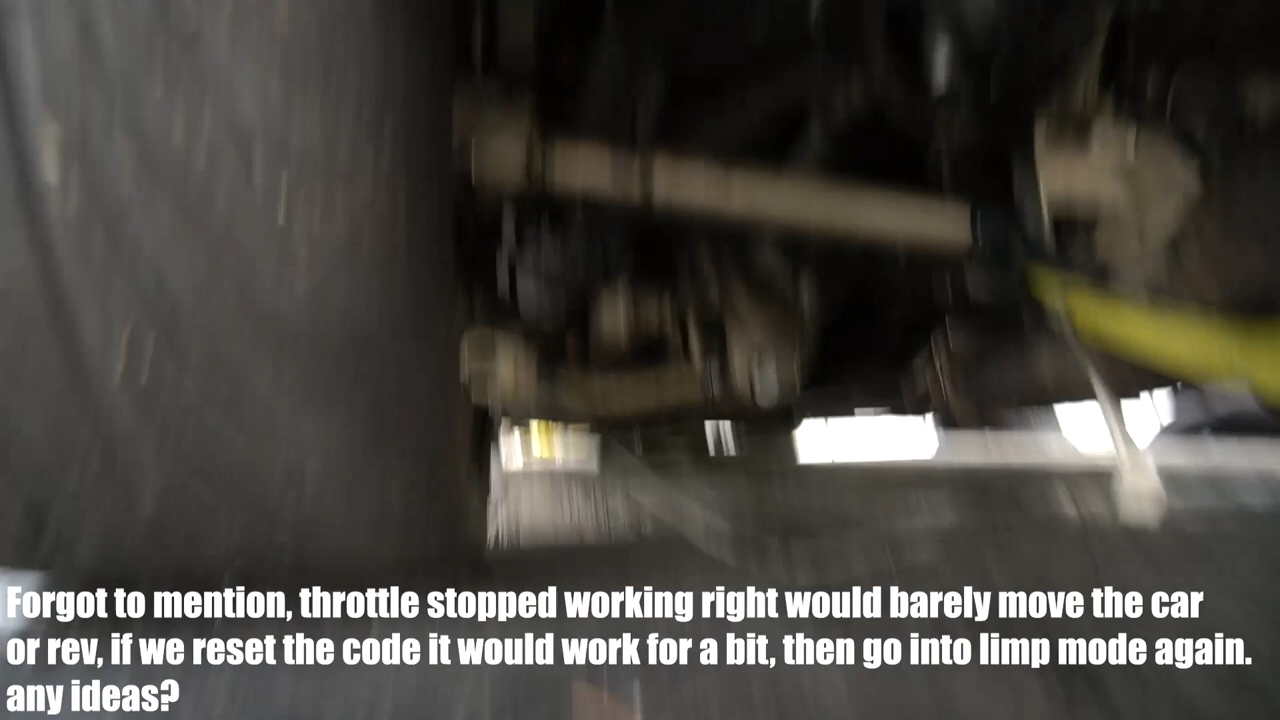 Forgot to mention, throttle stopped working right would barely move the car
or rev, if we reset the code it would work for a bit, then go into limp mode again.
any ideas?